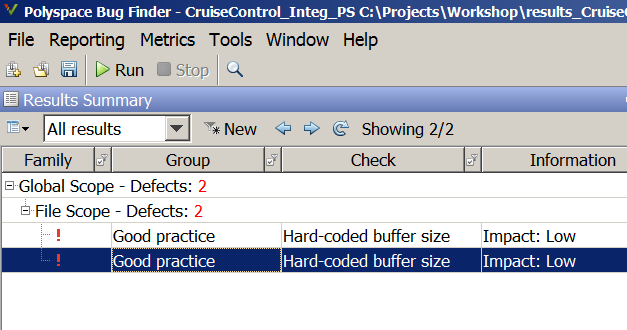 Polyspace Bug Finder - CruiseControl_Integ_PS C:\Projects\Workshop\results_Cruise
File Reporting Metrics Tools Window Help
Run Stop
Results Summary
All results New Showing 2/2
Family Group Check Information
Global Scope - Defects: 2
File Scope - Defects: 2
! Good practice Hard-coded buffer size Impact: Low
! Good practice Hard-coded buffer size Impact: Low